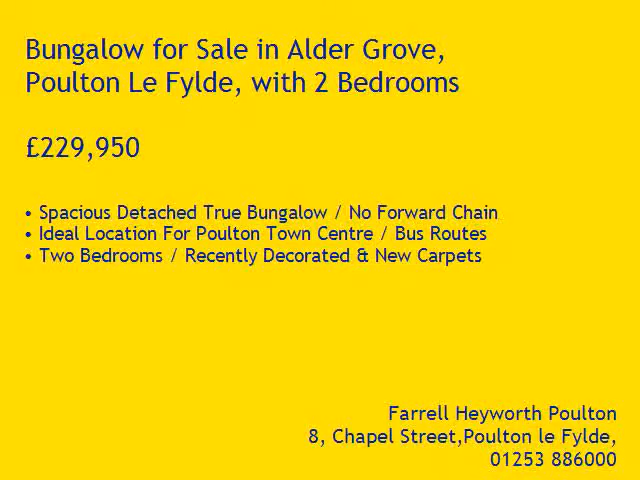 Bungalow for Sale in Alder Grove,
Poulton Le Fylde, with 2 Bedrooms
£229,950
• Spacious Detached True Bungalow / No Forward Chain
• Ideal Location For Poulton Town Centre / Bus Routes
• Two Bedrooms / Recently Decorated & New Carpets
Farrell Heyworth Poulton
8, Chapel Street,Poulton le Fylde,
01253 886000